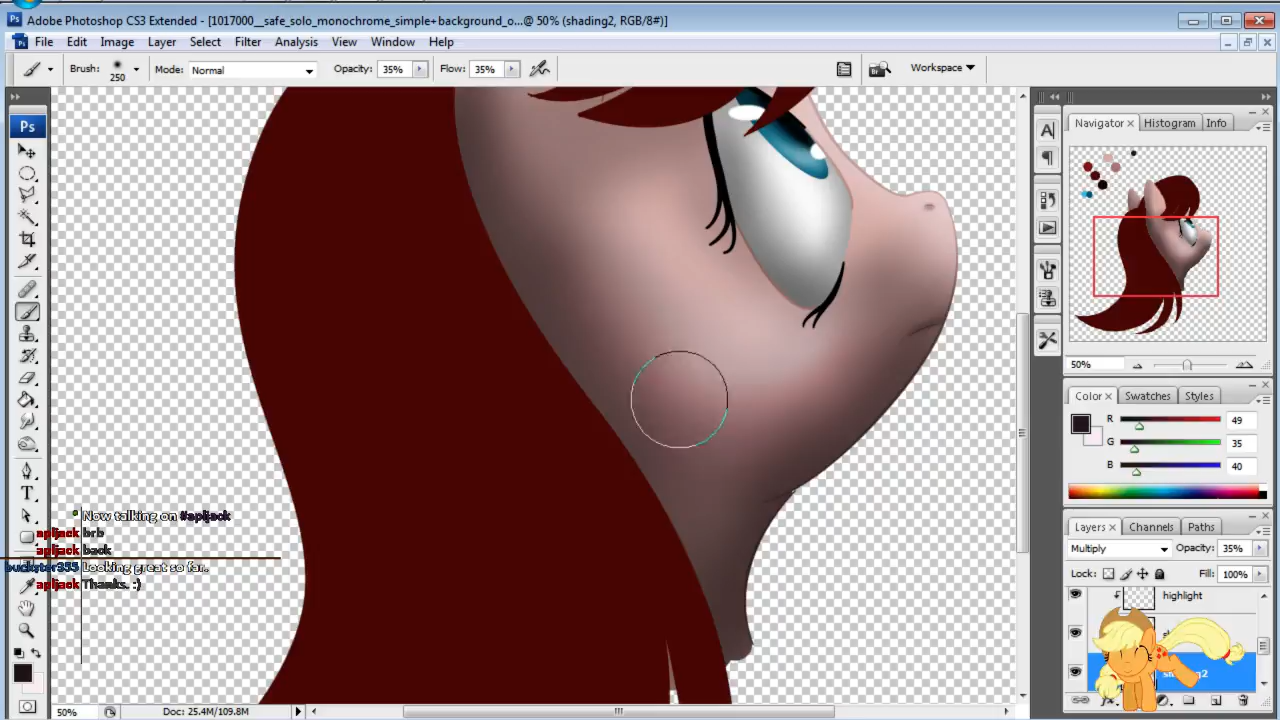 Adobe Photoshop CS3 Extended - [1017000__safe_solo_monochrome_simple+background_o...@ 50% (shading2, RGB/8#)]
File Edit Image Layer Select Filter Analysis View Window Help
Brush: 250 Mode: Normal Opacity: 35% Flow: 35% Workspace
Ps
Navigator Histogram Info
50%
Color Swatches Styles
R 49
G 35
B 40
Layers Channels Paths
Multiply Opacity: 35%
Lock: Fill: 100%
highlight
Now talking on #apljack
apljack brb
apljack back
buckster355 Looking great so far.
apljack Thanks. :)
50% Doc: 25.4M/109.8M